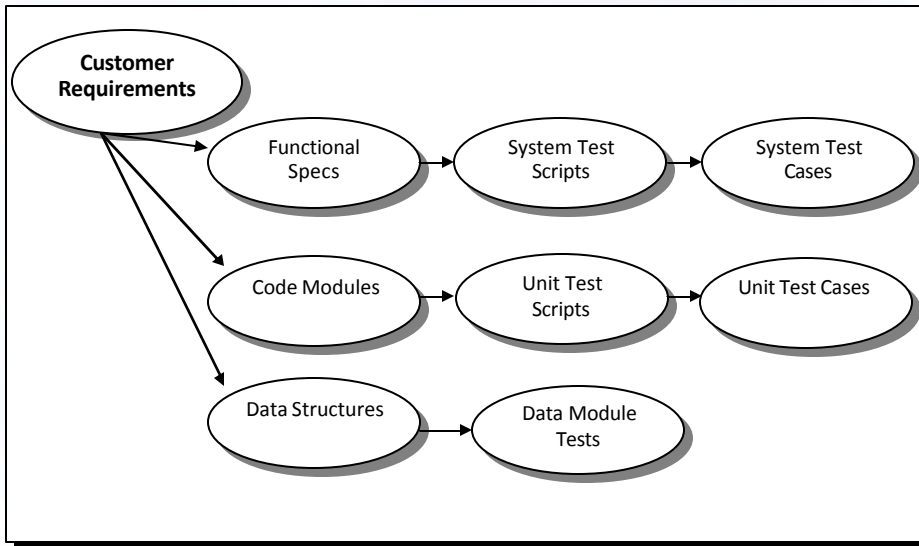 Customer
Requirements
Functional
Specs
System Test
Scripts
System Test
Cases
Code Modules
Unit Test
Scripts
Unit Test Cases
Data Structures
Data Module
Tests